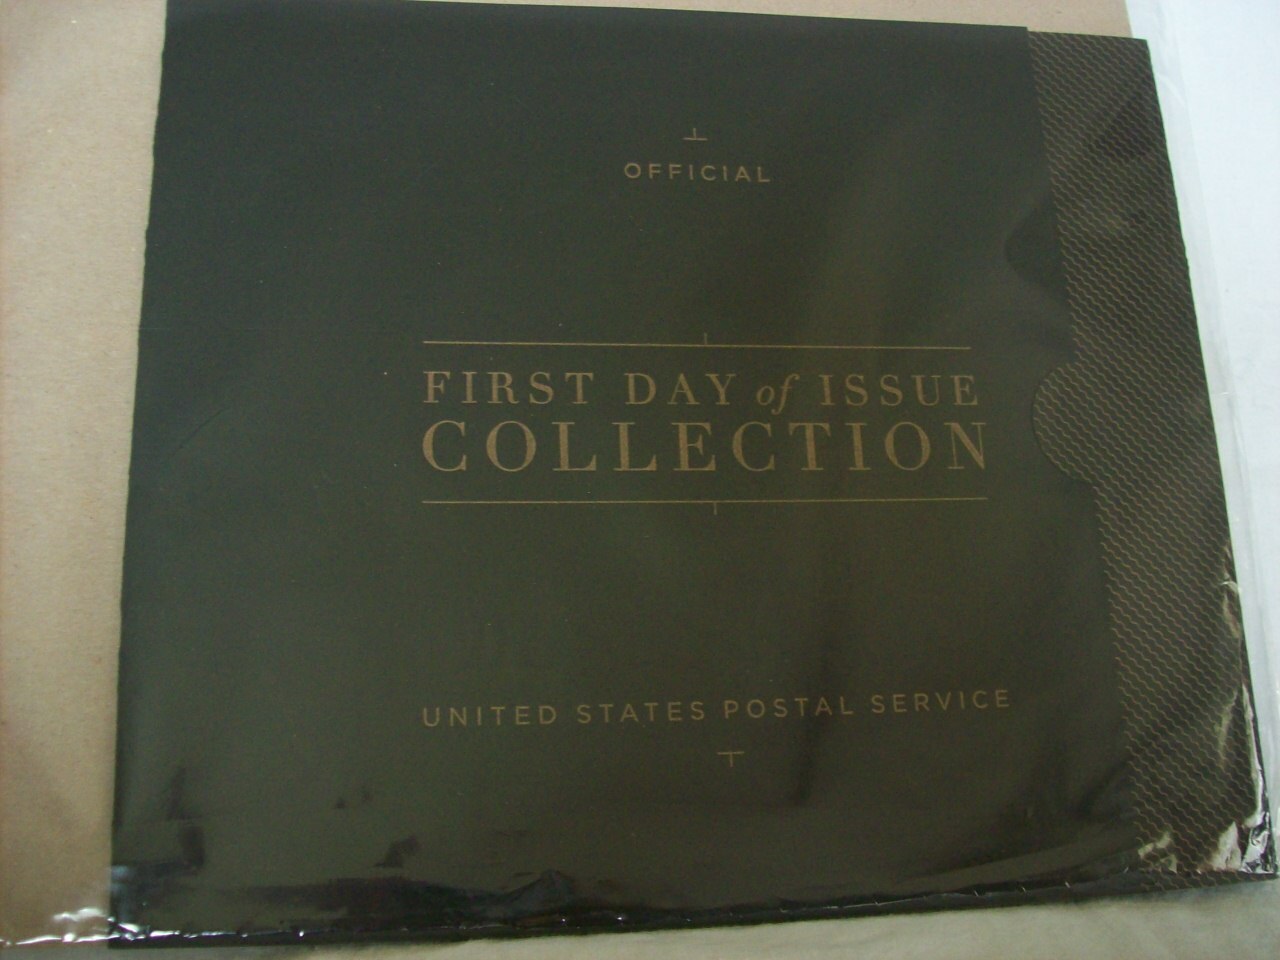 OFFICIAL
FIRST DAY of ISSUE
COLLECTION
UNITED STATES POSTAL SERVICE